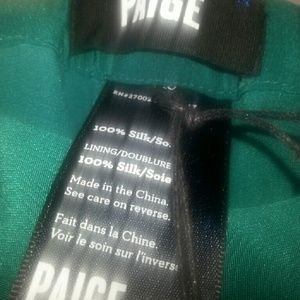 PAIGE
100% Silk/So
LINING/DOUBLURE
100% Silk/Soie
Made in the China.
See care on reverse.
Fait dans la Chine.
Voir le soin sur l'invers
PAIGE